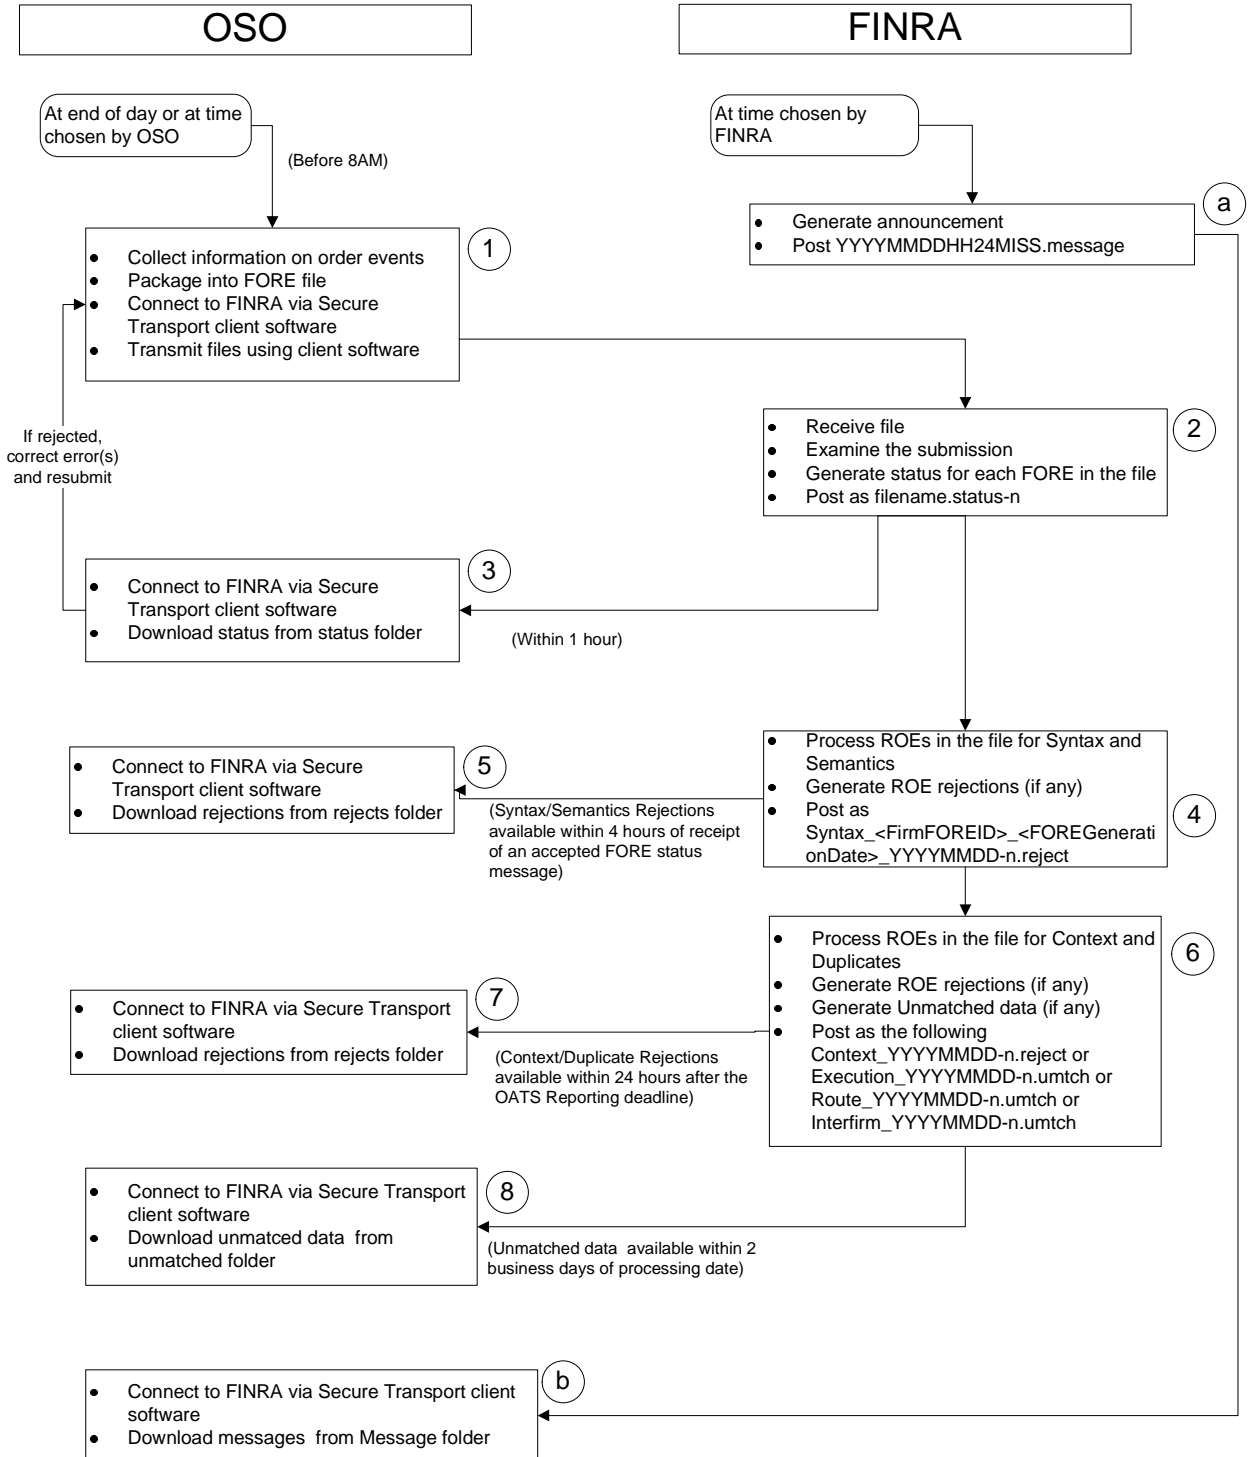 OSO
FINRA
At end of day or at time
chosen by OSO
At time chosen by
FINRA
(Before 8AM)
a
• Generate announcement
• Post YYYYMMDDHH24MISS.message
1
• Collect information on order events
• Package into FORE file
• Connect to FINRA via Secure
Transport client software
• Transmit files using client software
2
• Receive file
• Examine the submission
• Generate status for each FORE in the file
• Post as filename.status-n
If rejected,
correct error(s)
and resubmit
3
• Connect to FINRA via Secure
Transport client software
• Download status from status folder
(Within 1 hour)
• Process ROEs in the file for Syntax and
Semantics
• Generate ROE rejections (if any)
• Post as
Syntax_<FirmFOREID>_<FOREGenerati
onDate>_YYYYMMDD-n.reject
4
5
• Connect to FINRA via Secure
Transport client software
• Download rejections from rejects folder
(Syntax/Semantics Rejections
available within 4 hours of receipt
of an accepted FORE status
message)
• Process ROEs in the file for Context and
Duplicates
• Generate ROE rejections (if any)
• Generate Unmatched data (if any)
• Post as the following
Context_YYYYMMDD-n.reject or
Execution_YYYYMMDD-n.umtch or
Route_YYYYMMDD-n.umtch or
Interfirm_YYYYMMDD-n.umtch
6
7
• Connect to FINRA via Secure Transport
client software
• Download rejections from rejects folder
(Context/Duplicate Rejections
available within 24 hours after the
OATS Reporting deadline)
8
• Connect to FINRA via Secure Transport
client software
• Download unmatced data from
unmatched folder
(Unmatched data available within 2
business days of processing date)
b
• Connect to FINRA via Secure Transport client
software
• Download messages from Message folder